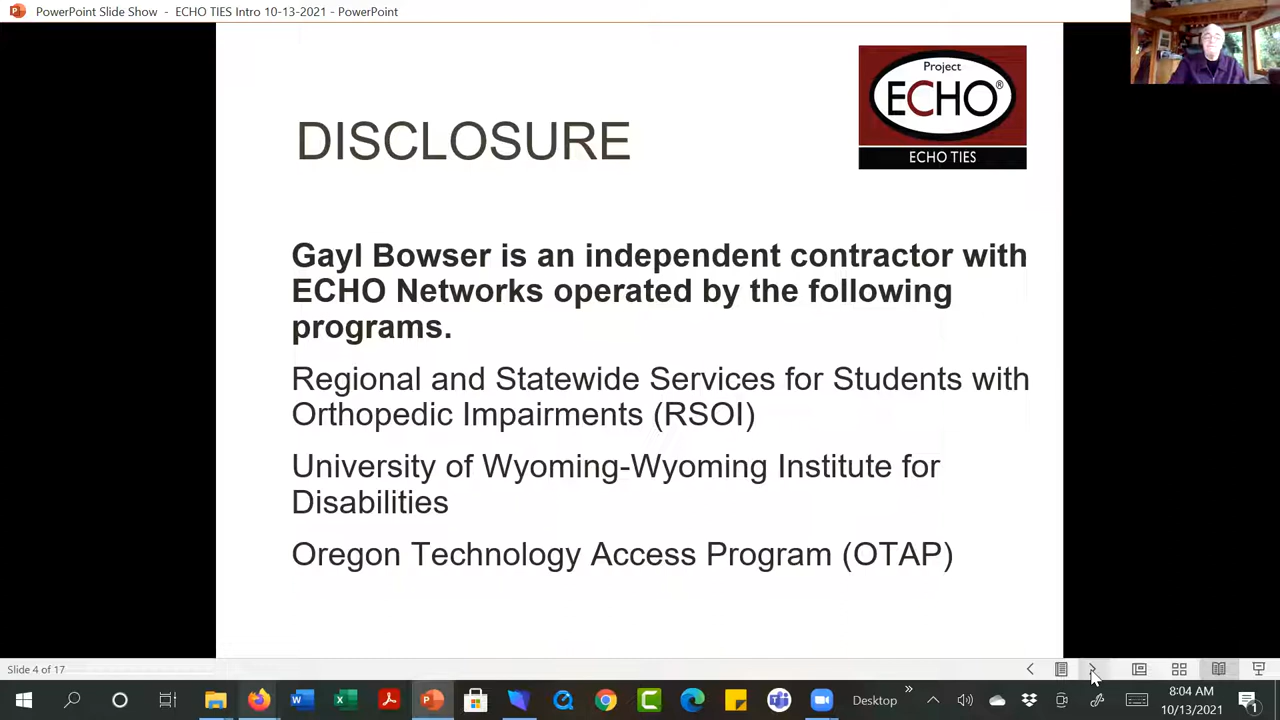 PowerPoint Slide Show - ECHO TIES Intro 10-13-2021 - PowerPoint
Project
ECHO®
ECHO TIES
DISCLOSURE
Gayl Bowser is an independent contractor with
ECHO Networks operated by the following
programs.
Regional and Statewide Services for Students with
Orthopedic Impairments (RSOI)
University of Wyoming-Wyoming Institute for
Disabilities
Oregon Technology Access Program (OTAP)
Slide 4 of 17
Desktop
8:04 AM
10/13/2021
1